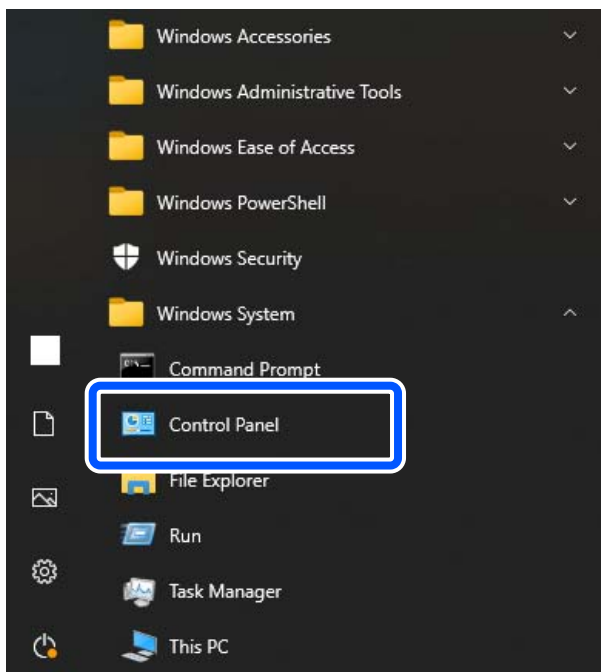 Windows Accessories
Windows Administrative Tools
Windows Ease of Access
Windows PowerShell
Windows Security
Windows System
Command Prompt
Control Panel
File Explorer
Run
Task Manager
This PC